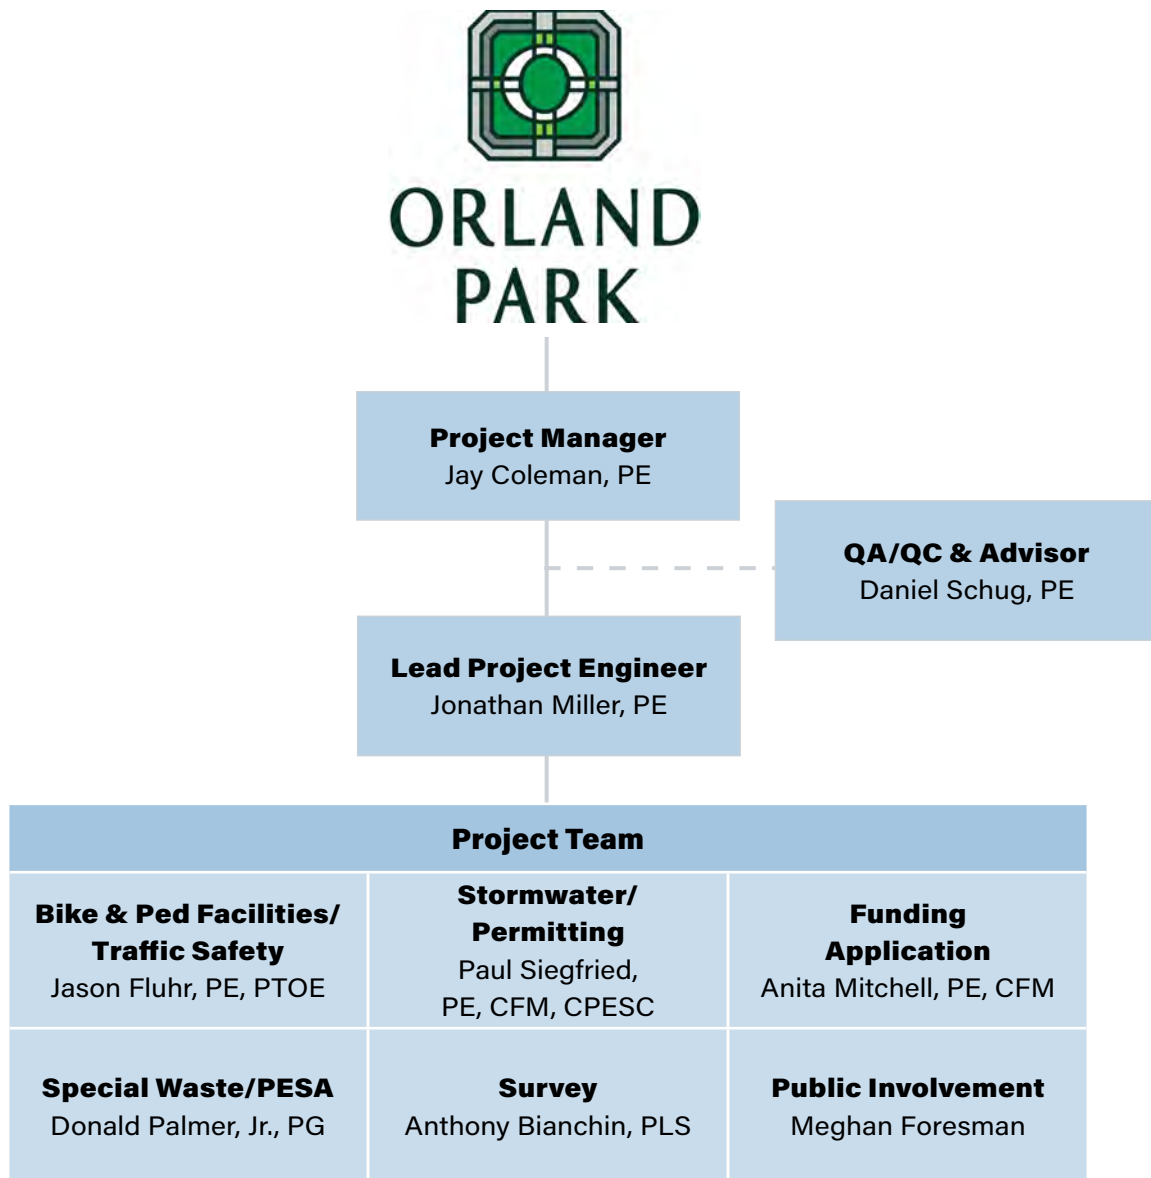 ORLAND
PARK
Project Manager
Jay Coleman, PE
QA/QC & Advisor
Daniel Schug, PE
Lead Project Engineer
Jonathan Miller, PE
Project Team
Bike & Ped Facilities/
Traffic Safety
Jason Fluhr, PE, PTOE
Stormwater/
Permitting
Paul Siegfried,
PE, CFM, CPESC
Funding
Application
Anita Mitchell, PE, CFM
Special Waste/PESA
Donald Palmer, Jr., PG
Survey
Anthony Bianchin, PLS
Public Involvement
Meghan Foresman